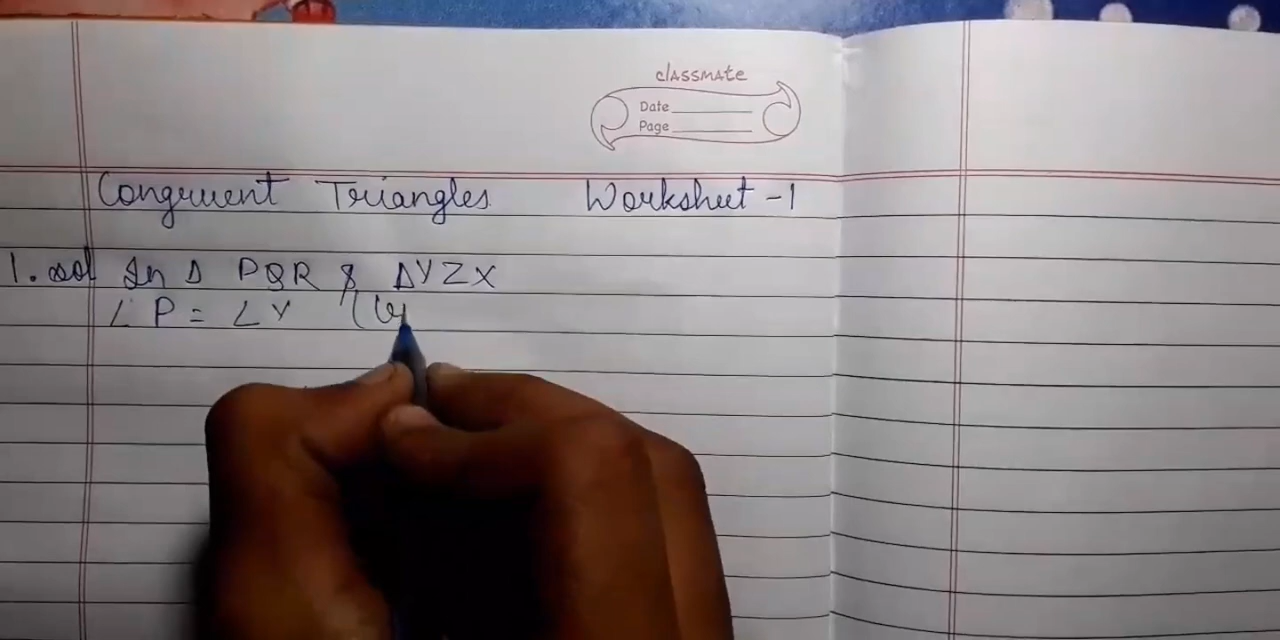 classmate
Date
Page
Congruent Triangles Worksheet - 1
1. sol In Δ PQR & ΔYZX
∠P = ∠Y (